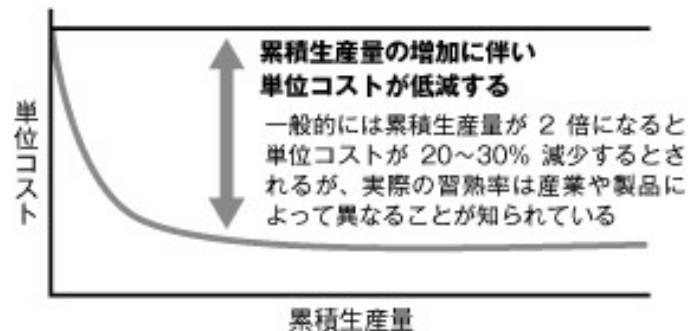 累積生産量の増加に伴い
単位コストが低減する
一般的には累積生産量が 2 倍になると
単位コストが 20〜30% 減少するとさ
れるが、実際の習熟率は産業や製品に
よって異なることが知られている
単位コスト
累積生産量